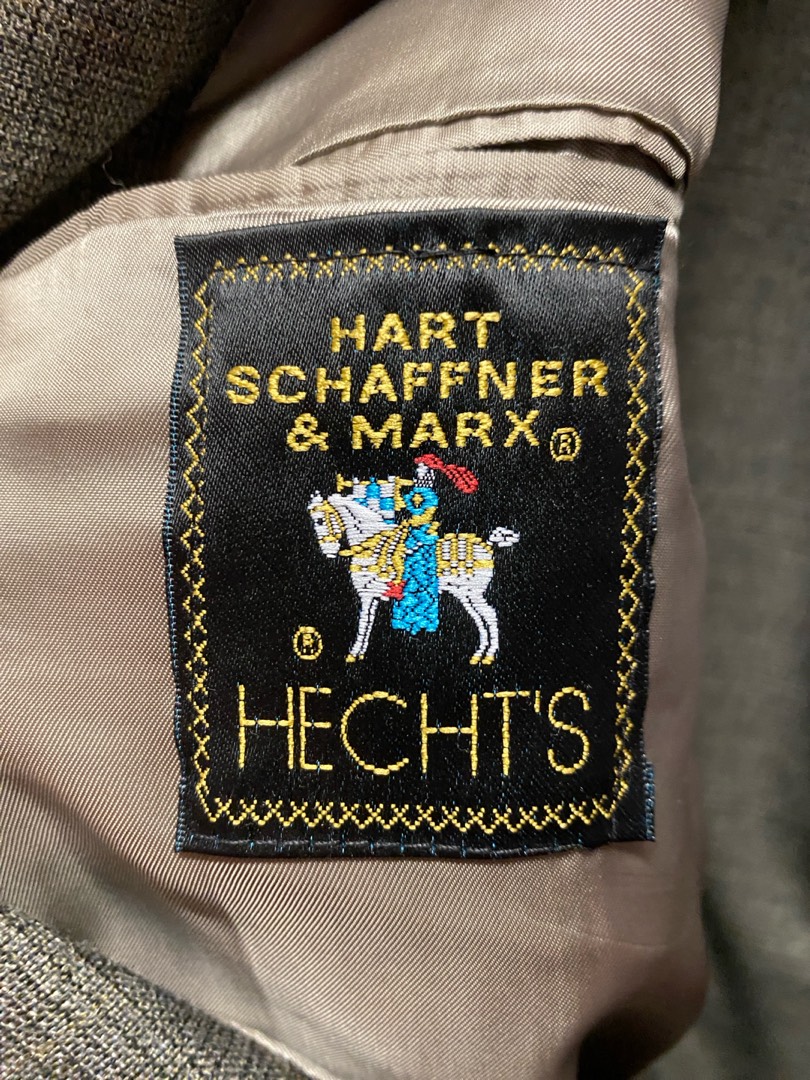 HART
SCHAFFNER
& MARX®
®
HECHT'S